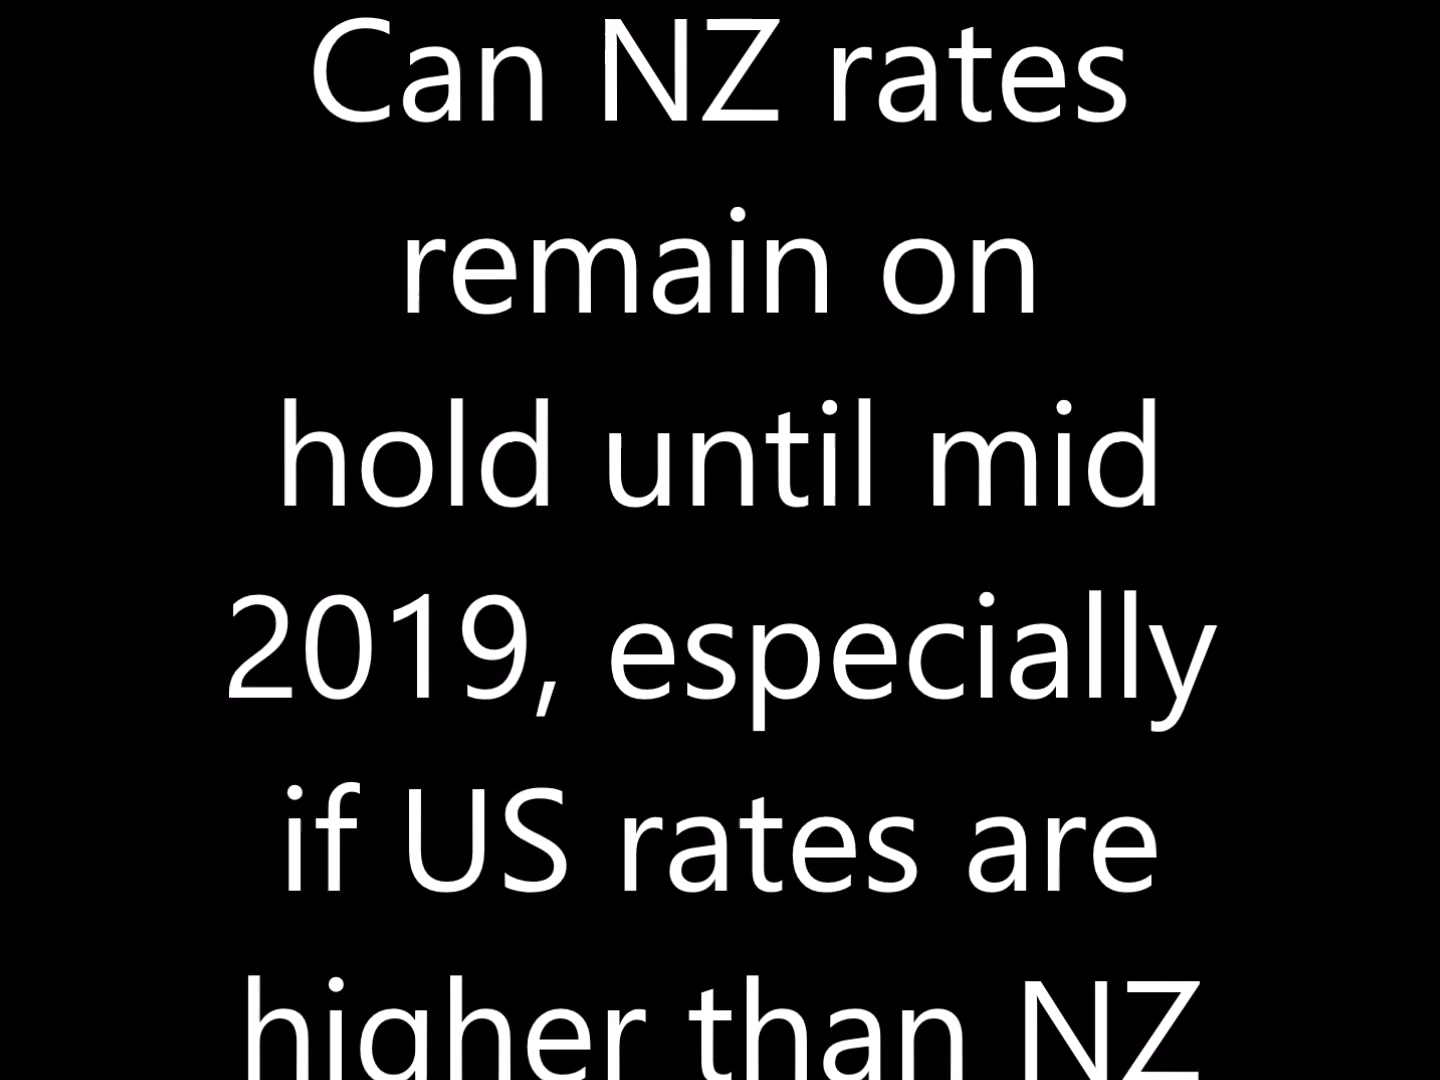 Can NZ rates
remain on
hold until mid
2019, especially
if US rates are
higher than NZ